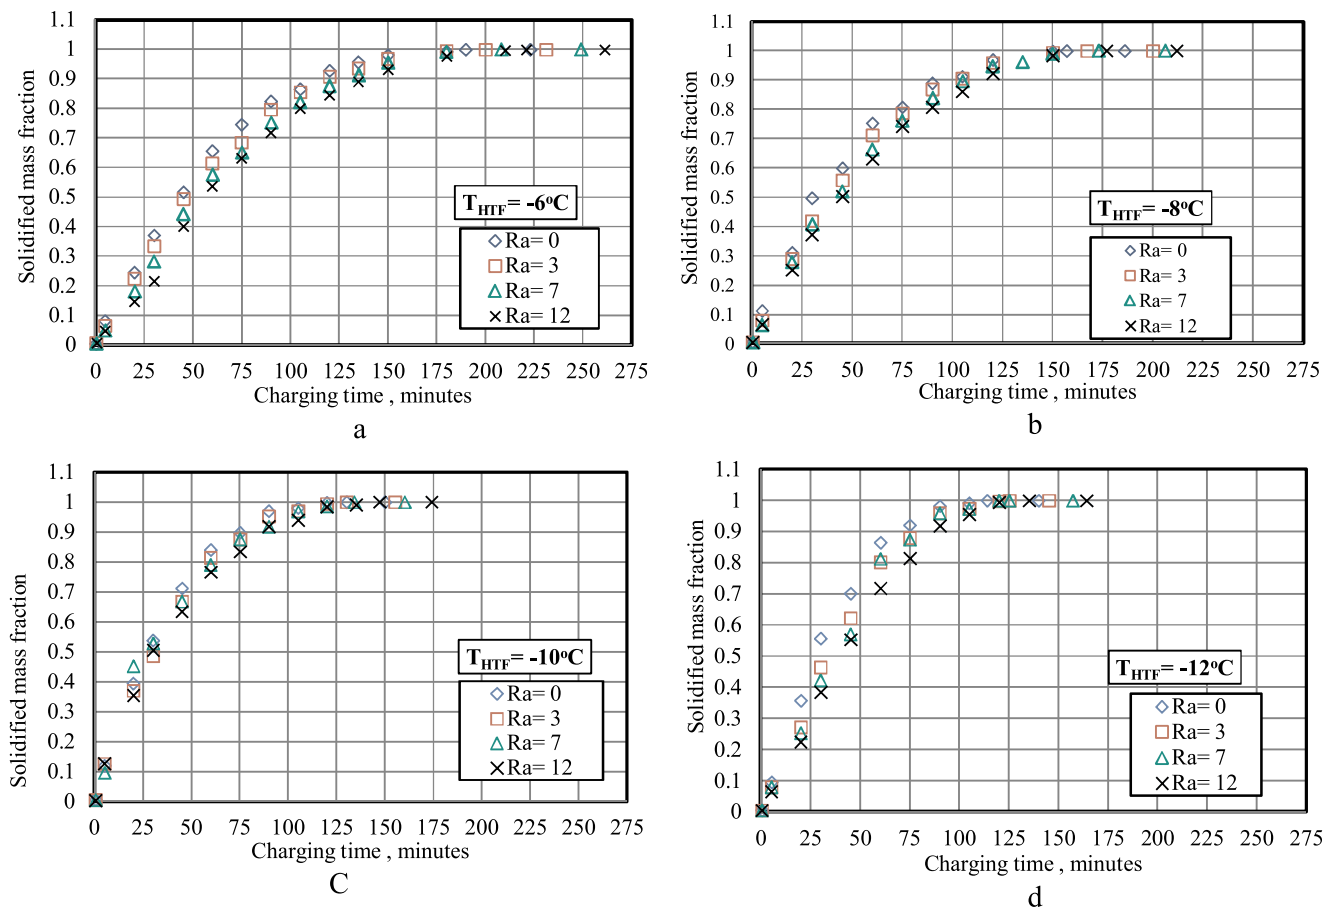 1.1
1
0.9
0.8
0.7
0.6
0.5
0.4
0.3
0.2
0.1
0
Solidified mass fraction
T_HTF= -6°C
Ra= 0
Ra= 3
Ra= 7
Ra= 12
0 25 50 75 100 125 150 175 200 225 250 275
Charging time , minutes
a
1.1
1
0.9
0.8
0.7
0.6
0.5
0.4
0.3
0.2
0.1
0
Solidified mass fraction
T_HTF= -8°C
Ra= 0
Ra= 3
Ra= 7
Ra= 12
0 25 50 75 100 125 150 175 200 225 250 275
Charging time , minutes
b
1.1
1
0.9
0.8
0.7
0.6
0.5
0.4
0.3
0.2
0.1
0
Solidified mass fraction
T_HTF= -10°C
Ra= 0
Ra= 3
Ra= 7
Ra= 12
0 25 50 75 100 125 150 175 200 225 250 275
Charging time , minutes
C
1.1
1
0.9
0.8
0.7
0.6
0.5
0.4
0.3
0.2
0.1
0
Solidified mass fraction
T_HTF= -12°C
Ra= 0
Ra= 3
Ra= 7
Ra= 12
0 25 50 75 100 125 150 175 200 225 250 275
Charging time , minutes
d